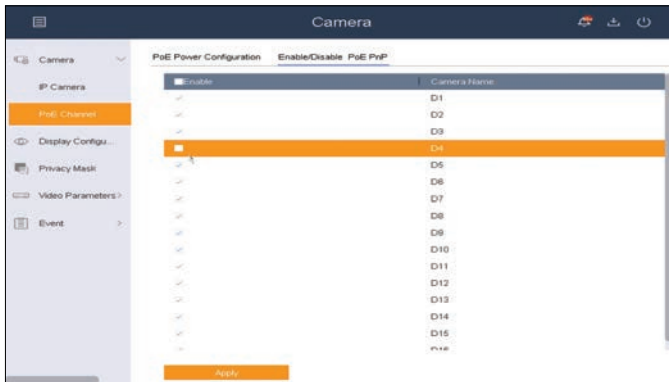 Camera
Camera
IP Camera
PoE Channel
Display Configu...
Privacy Mask
Video Parameters >
Event >
PoE Power Configuration Enable/Disable PoE PnP
Enable Camera Name
D1
D2
D3
D4
D5
D6
D7
D8
D9
D10
D11
D12
D13
D14
D15
D16
Apply